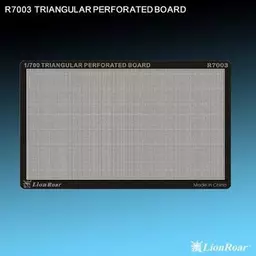 R7003 TRIANGULAR PERFORATED BOARD
1/700 TRIANGULAR PERFORATED BOARD R7003
LionRoar Made in China
LionRoar